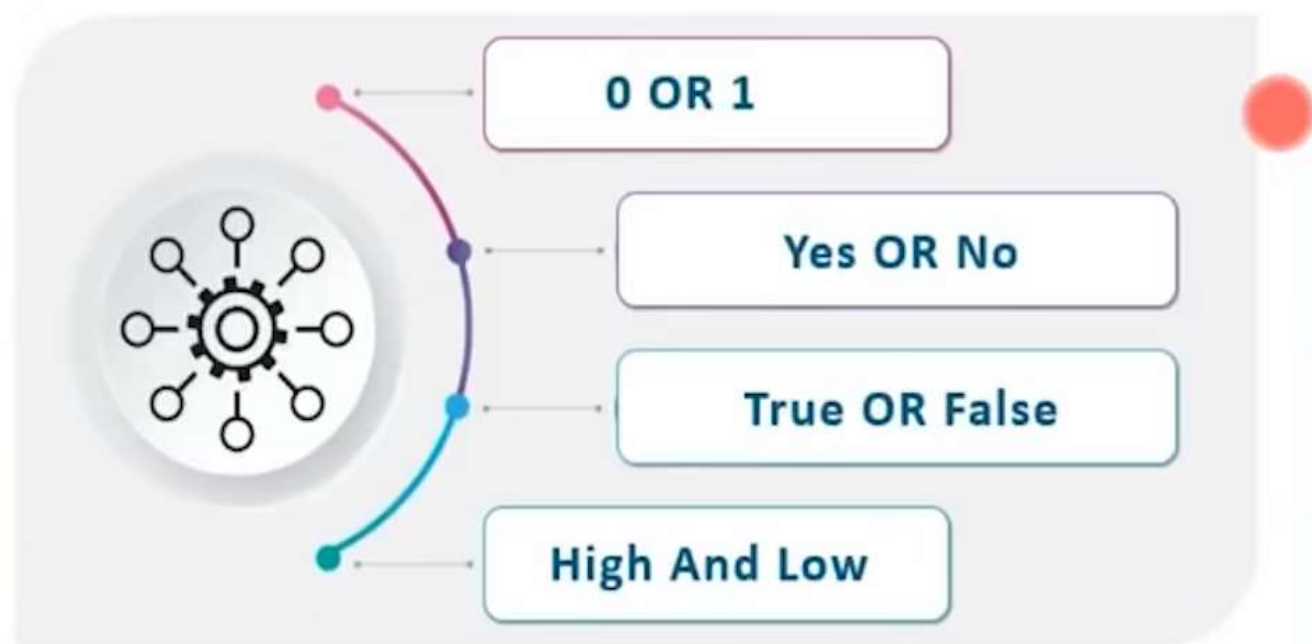 0 OR 1
Yes OR No
True OR False
High And Low